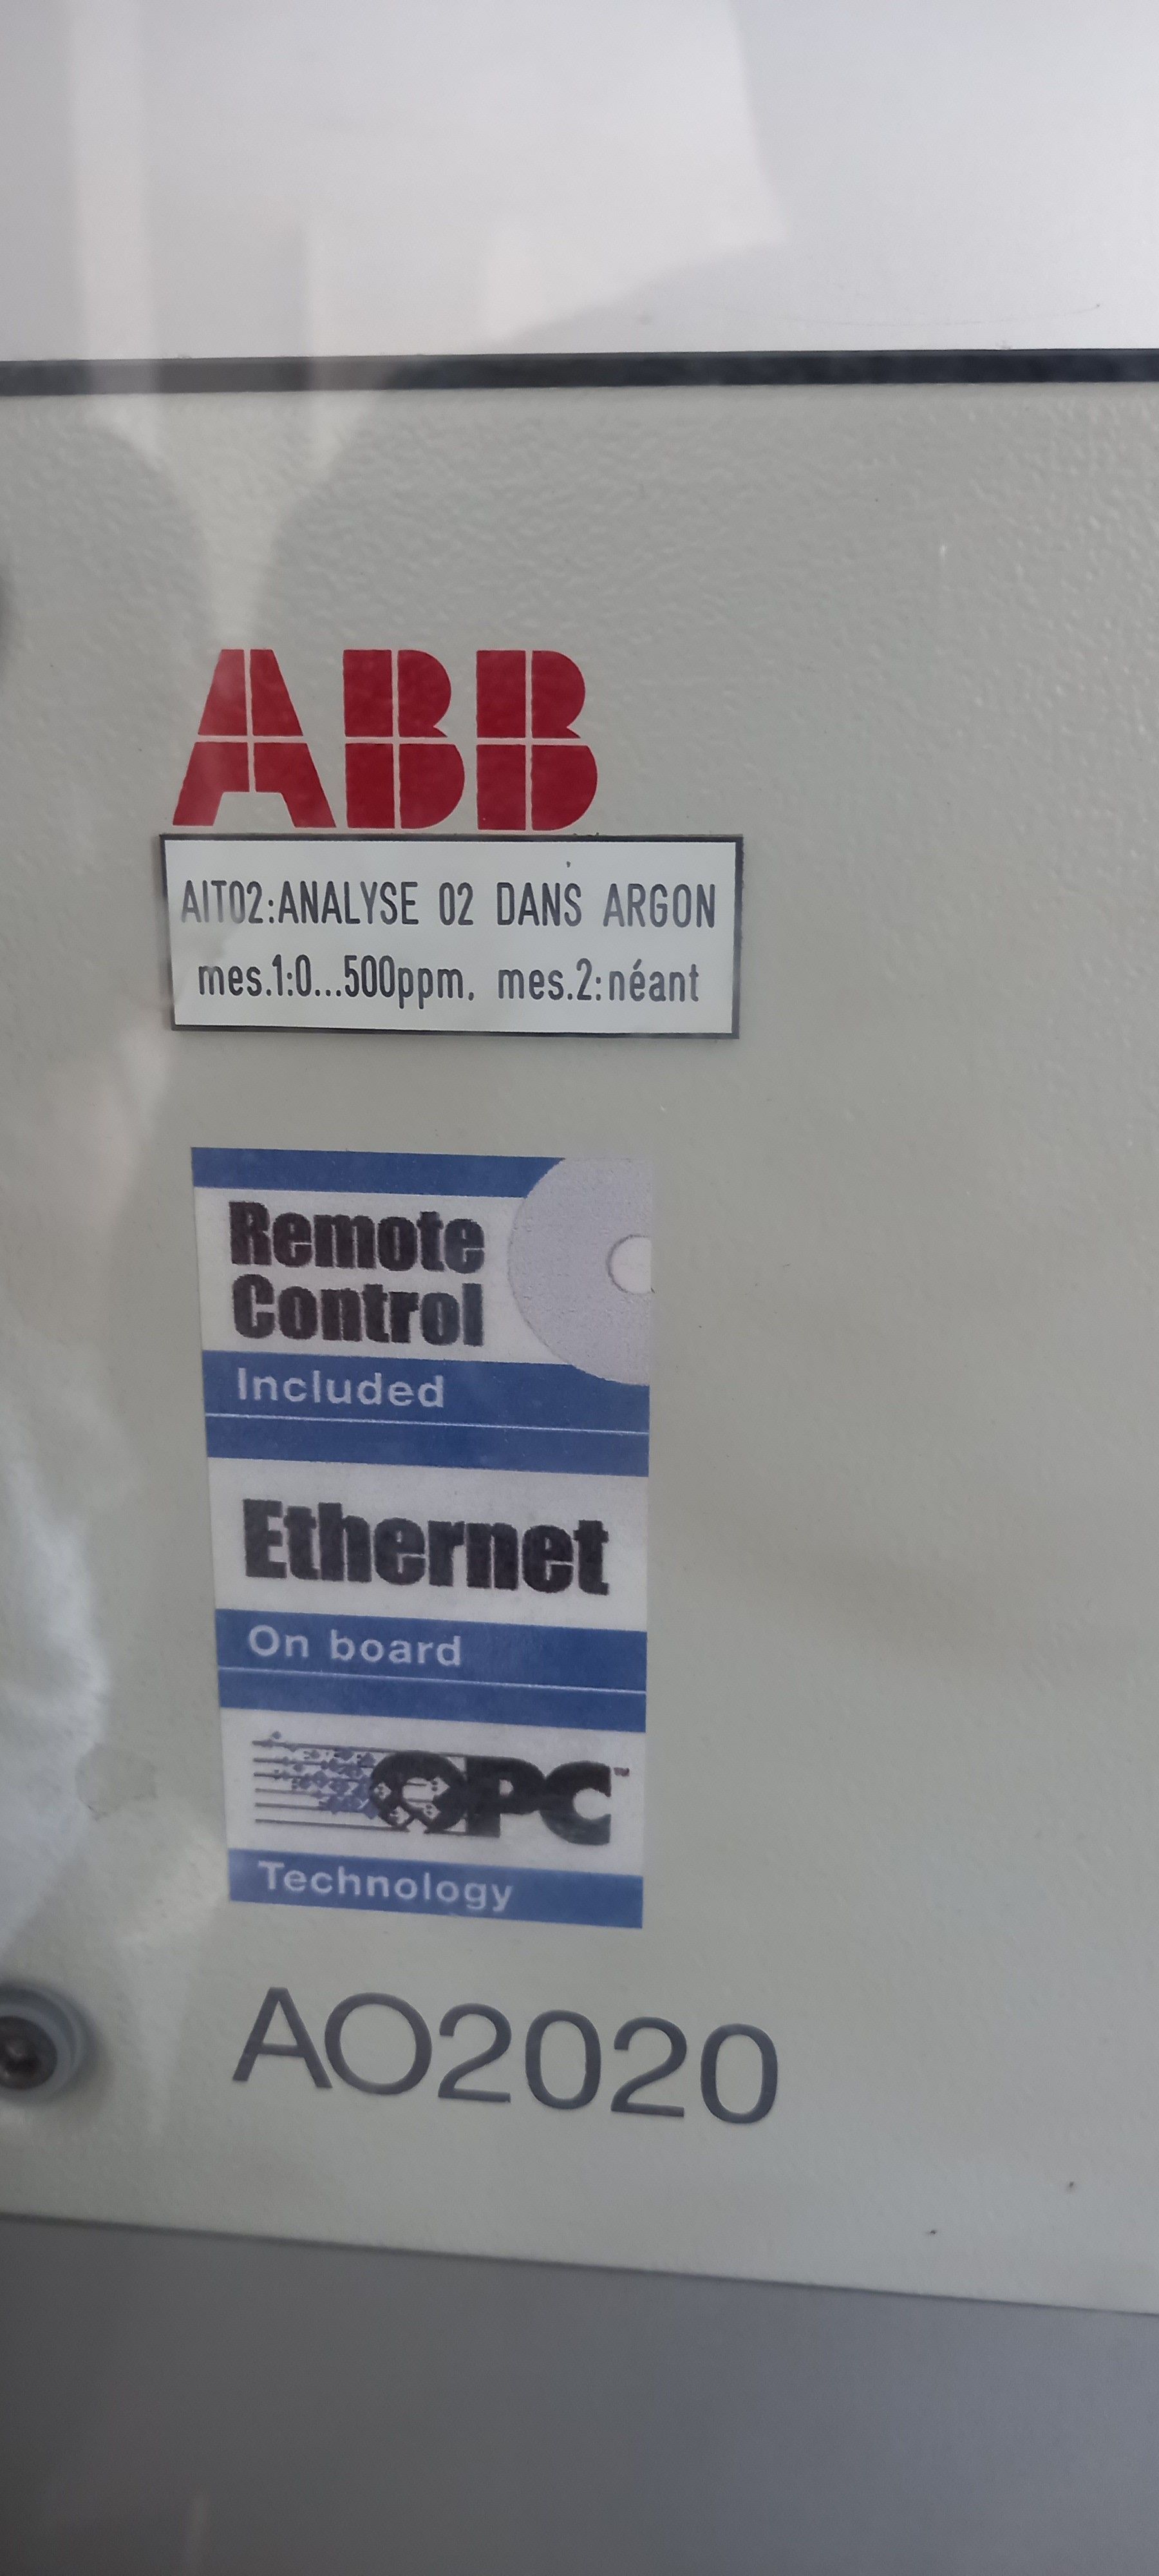 ABB
AIT02:ANALYSE 02 DANS ARGON
mes.1:0...500ppm, mes.2:néant
Remote
Control
Included
Ethernet
On board
OPC™
Technology
AO2020